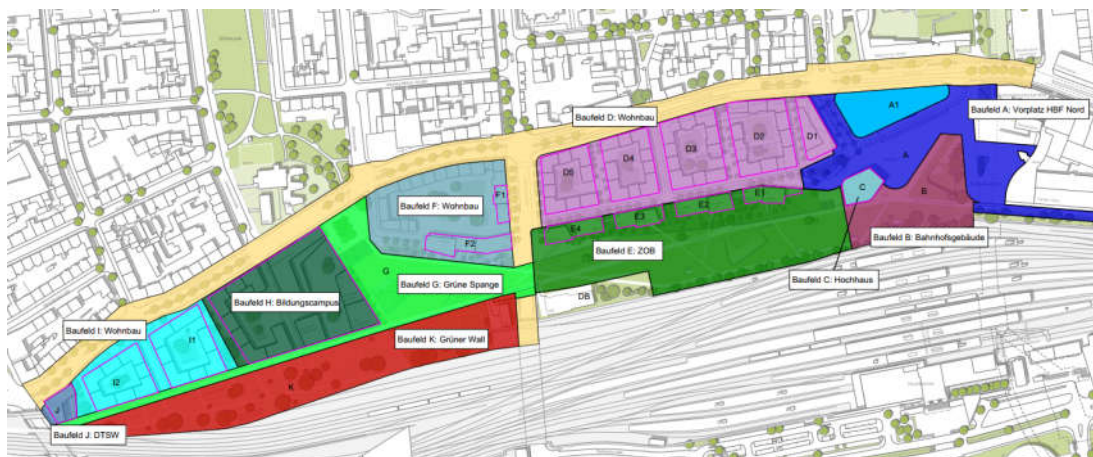 Baufeld A: Vorplatz HBF Nord
A1
Baufeld D: Wohnbau
D1
D2
D3
D4
D5
A
C
B
E1
E2
E3
E4
F1
Baufeld F: Wohnbau
F2
Baufeld B: Bahnhofsgebäude
Baufeld E: ZOB
Baufeld C: Hochhaus
G
Baufeld G: Grüne Spange
DB
Baufeld H: Bildungscampus
Baufeld K: Grüner Wall
Baufeld I: Wohnbau
I1
I2
K
J
Baufeld J: DTSW